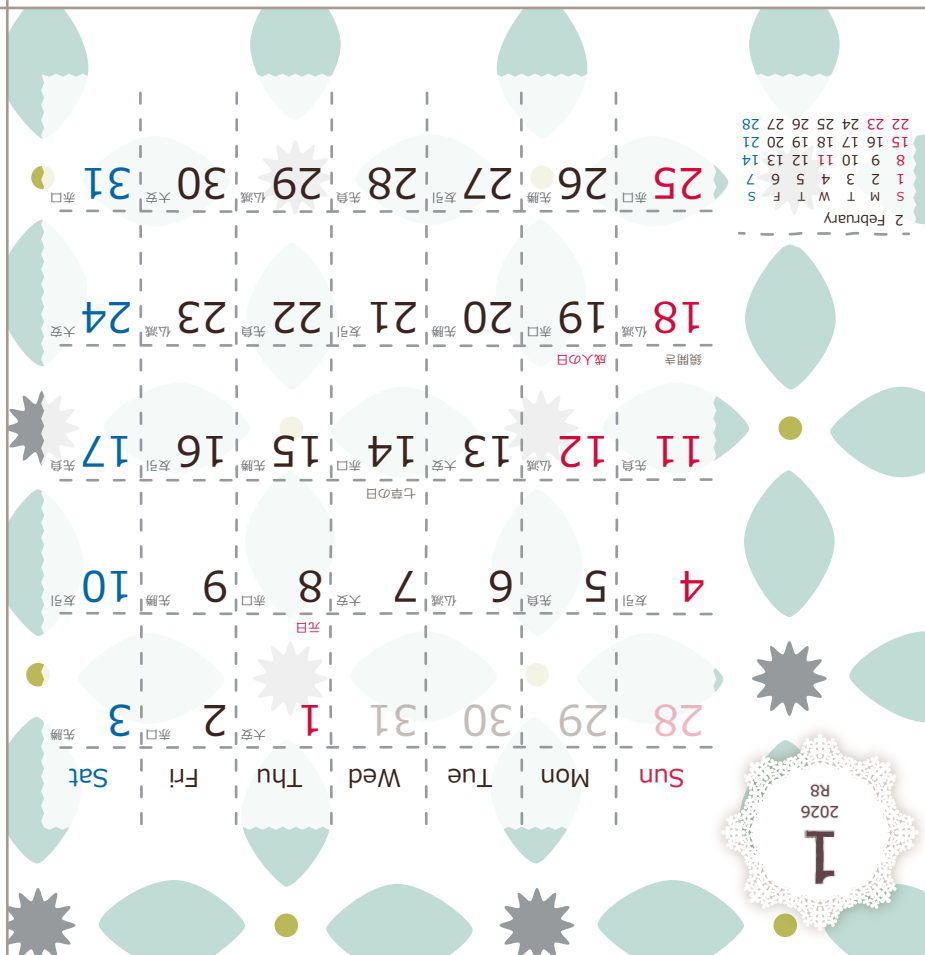 1
2026
R8
Sun Mon Tue Wed Thu Fri Sat
28 29 30 31 1 大安 2 赤口 3 先勝
元日
4 友引 5 先負 6 仏滅 7 大安 8 赤口 9 先勝 10 友引
七草の日
11 先負 12 仏滅 13 大安 14 赤口 15 先勝 16 友引 17 先負
鏡開き 成人の日
18 仏滅 19 赤口 20 先勝 21 友引 22 先負 23 仏滅 24 大安
25 赤口 26 先勝 27 友引 28 先負 29 仏滅 30 大安 31 赤口
2 February
S M T W T F S
1 2 3 4 5 6 7
8 9 10 11 12 13 14
15 16 17 18 19 20 21
22 23 24 25 26 27 28